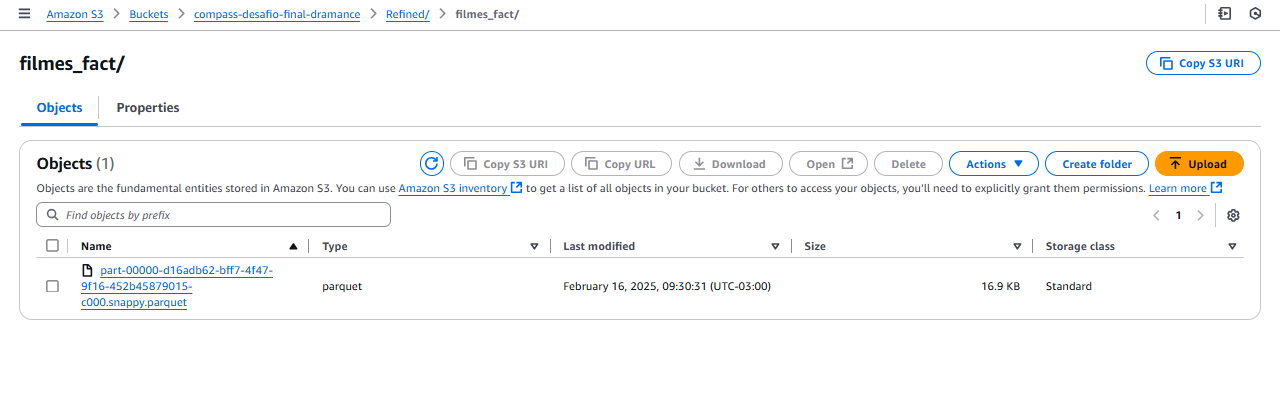 Amazon S3 > Buckets > compass-desafio-final-dramance > Refined/ > filmes_fact/
filmes_fact/
Copy S3 URI
Objects Properties
Objects (1)
Copy S3 URI Copy URL Download Open Delete Actions Create folder Upload
Objects are the fundamental entities stored in Amazon S3. You can use Amazon S3 inventory to get a list of all objects in your bucket. For others to access your objects, you'll need to explicitly grant them permissions. Learn more
Find objects by prefix
1
Name Type Last modified Size Storage class
part-00000-d16adb62-bff7-4f47-
9f16-452b45879015-
c000.snappy.parquet
parquet February 16, 2025, 09:30:31 (UTC-03:00) 16.9 KB Standard